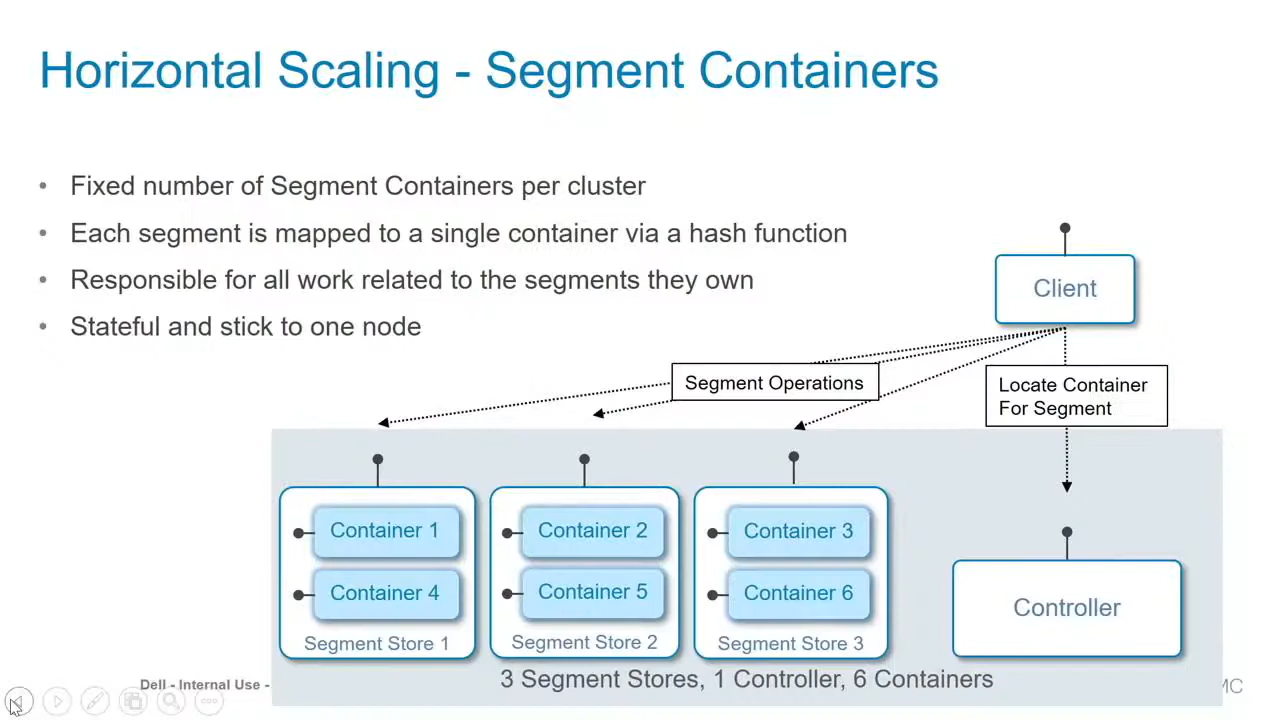 Horizontal Scaling - Segment Containers
• Fixed number of Segment Containers per cluster
• Each segment is mapped to a single container via a hash function
• Responsible for all work related to the segments they own
• Stateful and stick to one node
Client
Segment Operations
Locate Container
For Segment
Container 1
Container 4
Segment Store 1
Container 2
Container 5
Segment Store 2
Container 3
Container 6
Segment Store 3
Controller
3 Segment Stores, 1 Controller, 6 Containers
Dell - Internal Use -
MC